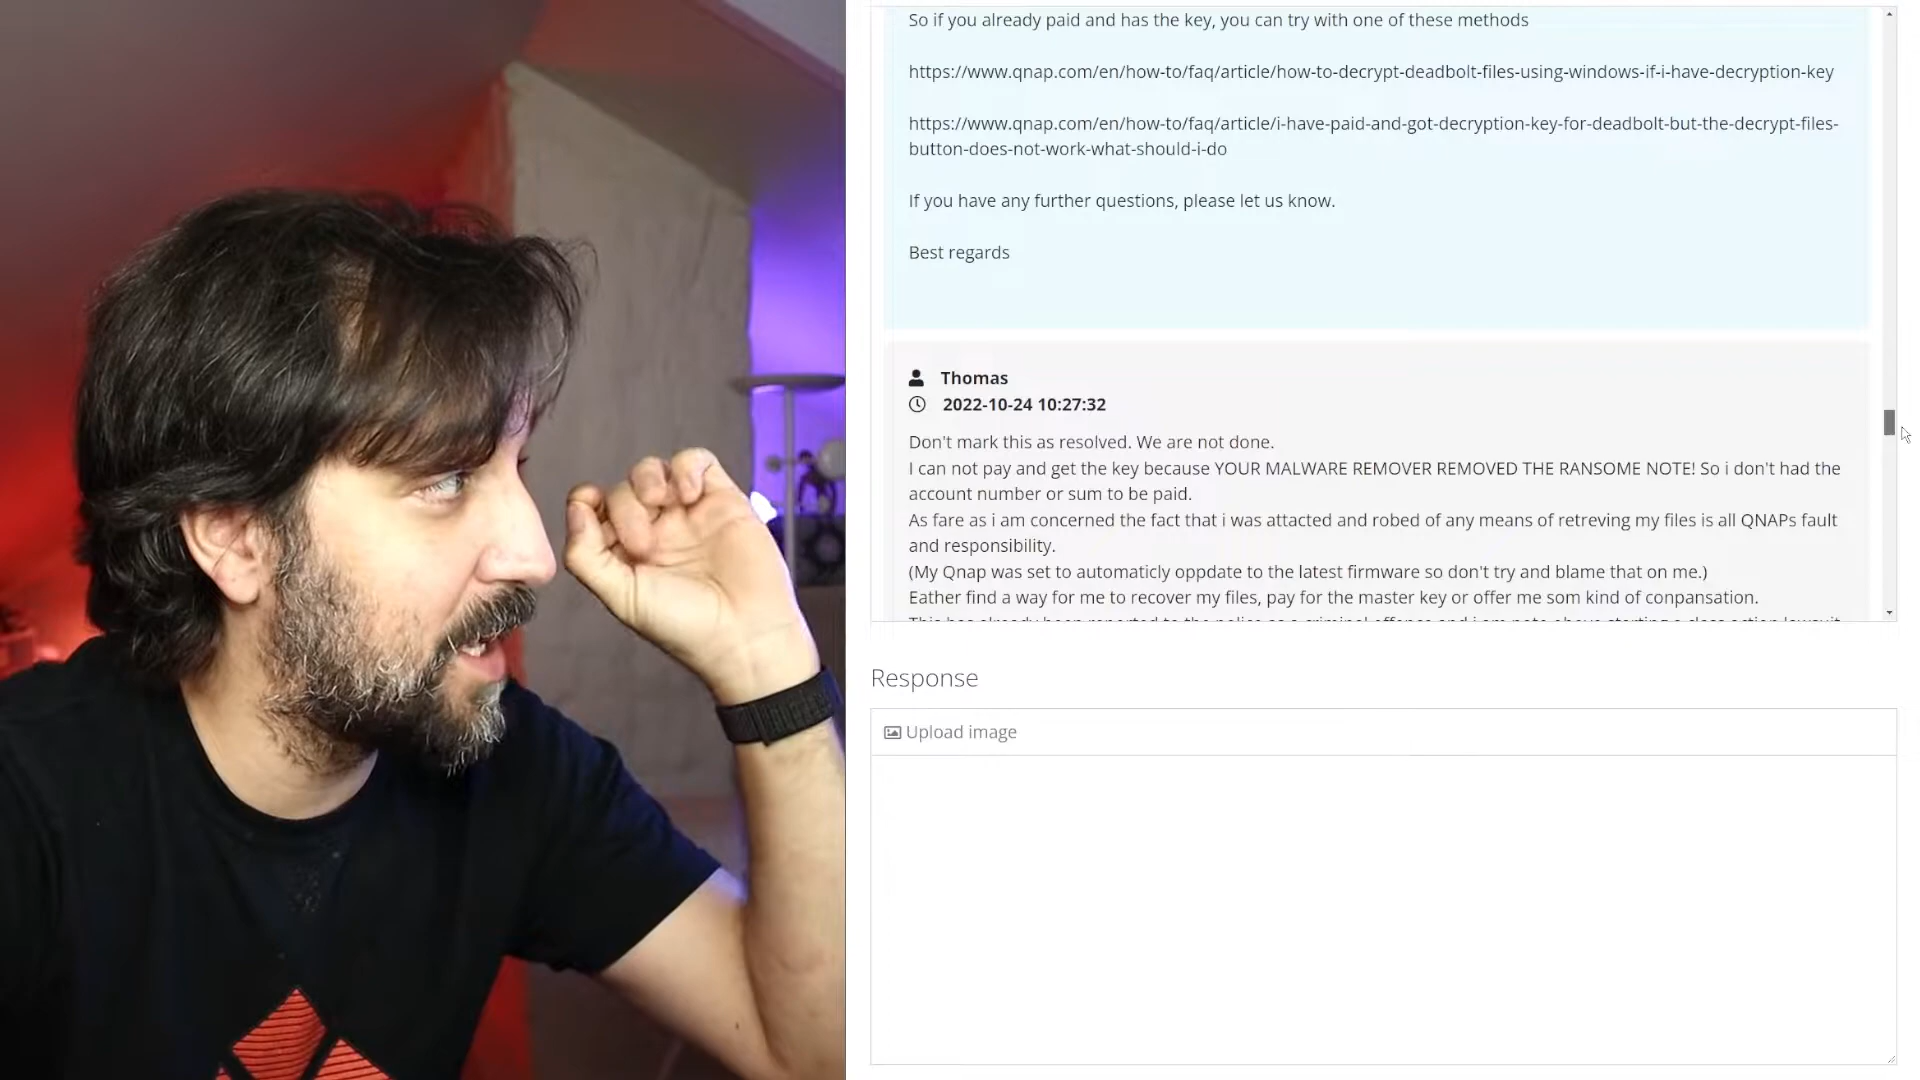 So if you already paid and has the key, you can try with one of these methods
https://www.qnap.com/en/how-to/faq/article/how-to-decrypt-deadbolt-files-using-windows-if-i-have-decryption-key
https://www.qnap.com/en/how-to/faq/article/i-have-paid-and-got-decryption-key-for-deadbolt-but-the-decrypt-files-
button-does-not-work-what-should-i-do
If you have any further questions, please let us know.
Best regards
Thomas
2022-10-24 10:27:32
Don't mark this as resolved. We are not done.
I can not pay and get the key because YOUR MALWARE REMOVER REMOVED THE RANSOME NOTE! So i don't had the
account number or sum to be paid.
As fare as i am concerned the fact that i was attacted and robed of any means of retreving my files is all QNAPs fault
and responsibility.
(My Qnap was set to automaticly oppdate to the latest firmware so don't try and blame that on me.)
Eather find a way for me to recover my files, pay for the master key or offer me som kind of conpansation.
Response
Upload image